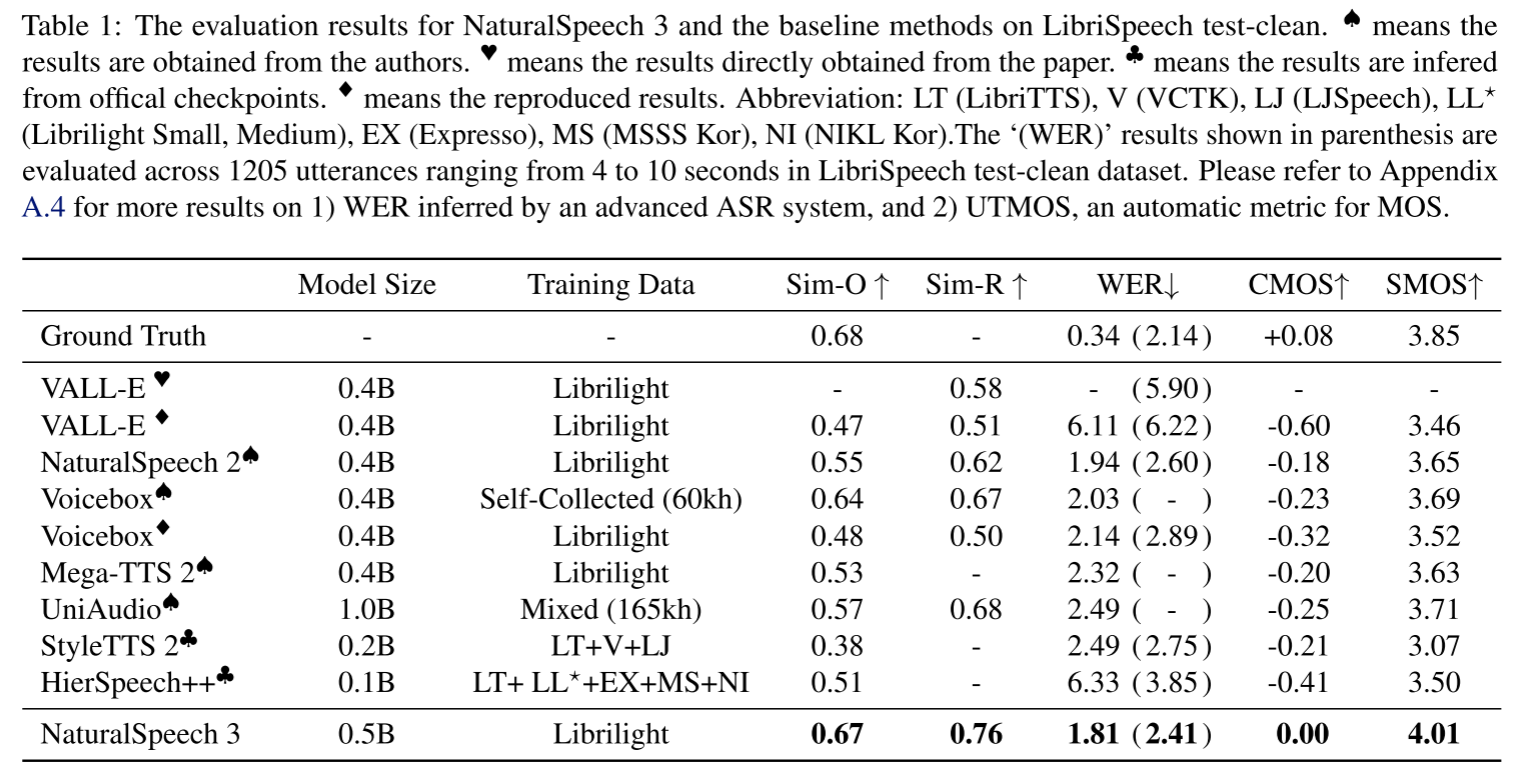 Table 1: The evaluation results for NaturalSpeech 3 and the baseline methods on LibriSpeech test-clean. ♠ means the
results are obtained from the authors. ♥ means the results directly obtained from the paper. ♣ means the results are infered
from offical checkpoints. ♦ means the reproduced results. Abbreviation: LT (LibriTTS), V (VCTK), LJ (LJSpeech), LL⋆
(Librilight Small, Medium), EX (Expresso), MS (MSSS Kor), NI (NIKL Kor).The ‘(WER)’ results shown in parenthesis are
evaluated across 1205 utterances ranging from 4 to 10 seconds in LibriSpeech test-clean dataset. Please refer to Appendix
A.4 for more results on 1) WER inferred by an advanced ASR system, and 2) UTMOS, an automatic metric for MOS.
Model Size Training Data Sim-O ↑ Sim-R ↑ WER↓ CMOS↑ SMOS↑
Ground Truth - - 0.68 - 0.34 (2.14) +0.08 3.85
VALL-E ♥ 0.4B Librilight - 0.58 - (5.90) - -
VALL-E ♦ 0.4B Librilight 0.47 0.51 6.11 (6.22) -0.60 3.46
NaturalSpeech 2♠ 0.4B Librilight 0.55 0.62 1.94 (2.60) -0.18 3.65
Voicebox♠ 0.4B Self-Collected (60kh) 0.64 0.67 2.03 ( - ) -0.23 3.69
Voicebox♦ 0.4B Librilight 0.48 0.50 2.14 (2.89) -0.32 3.52
Mega-TTS 2♠ 0.4B Librilight 0.53 - 2.32 ( - ) -0.20 3.63
UniAudio♠ 1.0B Mixed (165kh) 0.57 0.68 2.49 ( - ) -0.25 3.71
StyleTTS 2♣ 0.2B LT+V+LJ 0.38 - 2.49 (2.75) -0.21 3.07
HierSpeech++♣ 0.1B LT+ LL⋆+EX+MS+NI 0.51 - 6.33 (3.85) -0.41 3.50
NaturalSpeech 3 0.5B Librilight 0.67 0.76 1.81 (2.41) 0.00 4.01